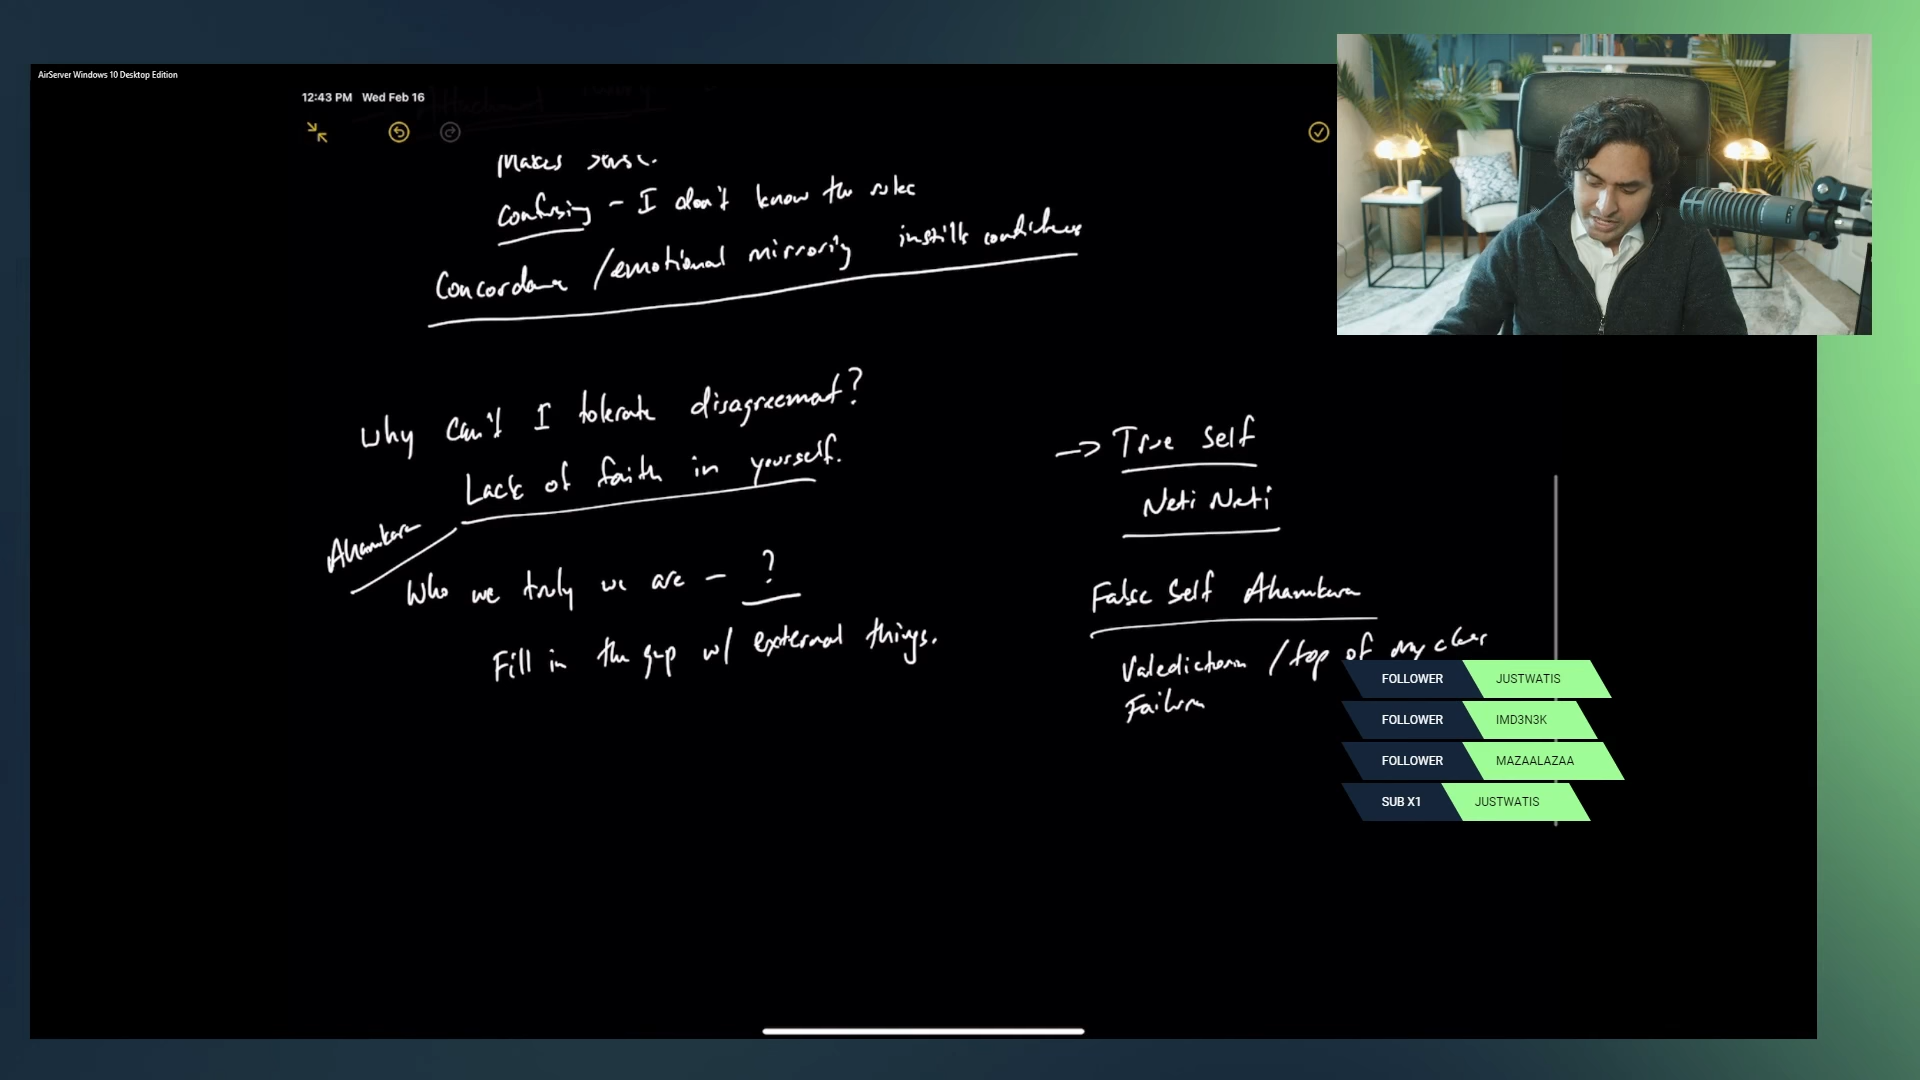 AirServer Windows 10 Desktop Edition
12:43 PM Wed Feb 16
Makes sense.
Confusing - I don't know the rules
Concordance /emotional mirroring instills confidence
Why can't I tolerate disagreement?
Lack of faith in yourself.
Ahamkara
Who we truly we are - ?
Fill in the gap w/ external things.
-> True Self
Neti Neti
False Self Ahamkara
Valedictorian / top of my class
Failure
FOLLOWER JUSTWATIS
FOLLOWER IMD3N3K
FOLLOWER MAZAALAZAA
SUB X1 JUSTWATIS